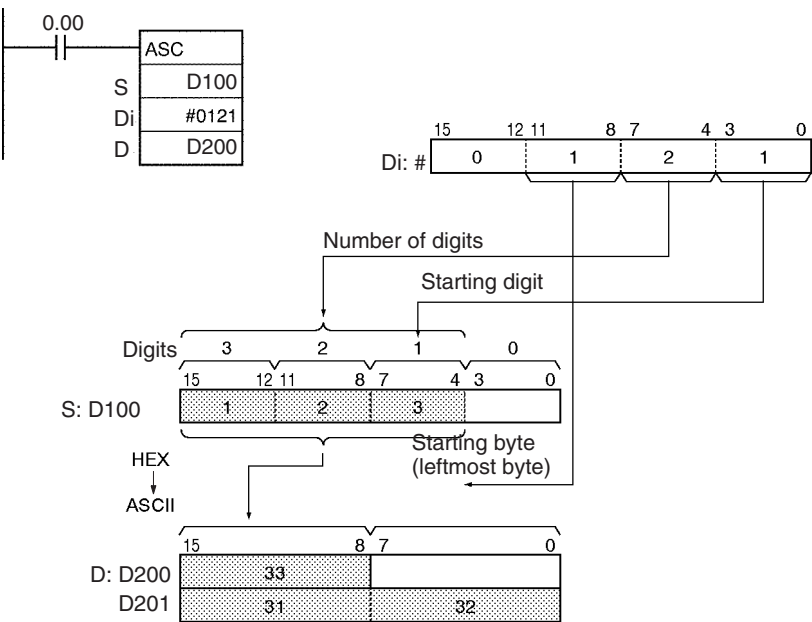 0.00
ASC
S D100
Di #0121
D D200
15 12 11 8 7 4 3 0
Di: # 0 1 2 1
Number of digits
Starting digit
Digits 3 2 1 0
15 12 11 8 7 4 3 0
S: D100 1 2 3
Starting byte
(leftmost byte)
HEX
ASCII
15 8 7 0
D: D200 33
D201 31 32